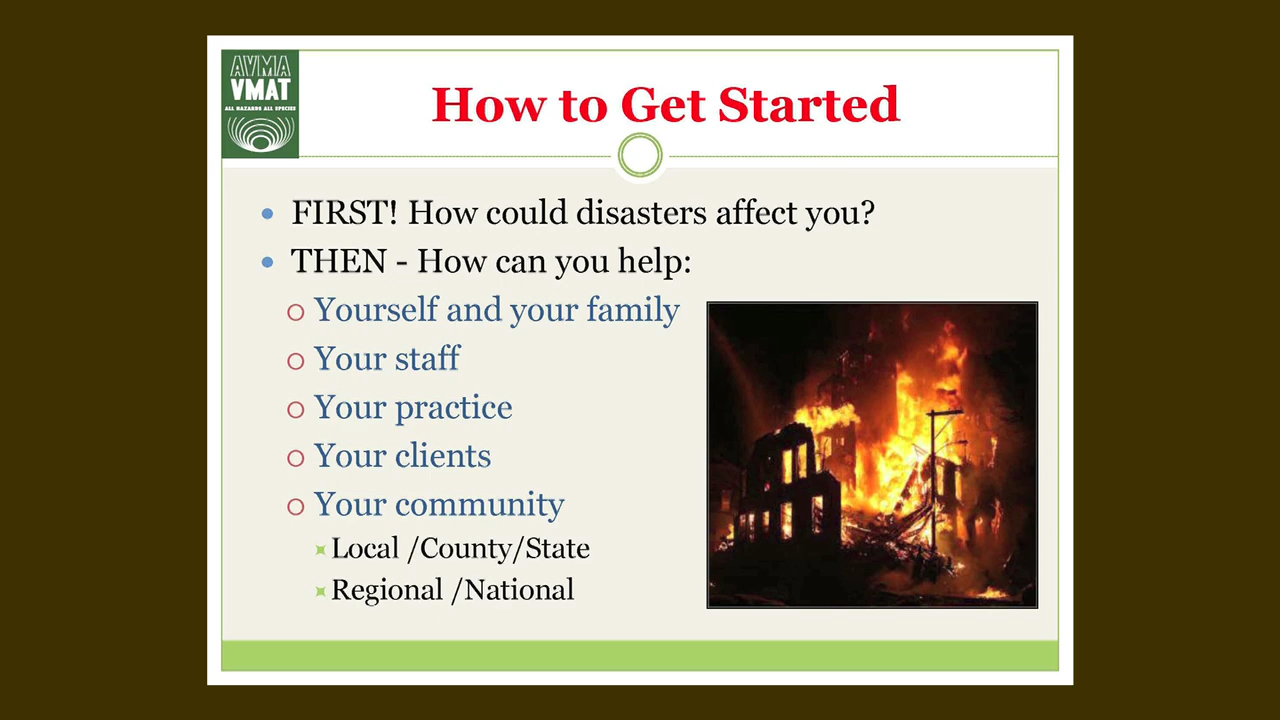 AVMA
VMAT
ALL HAZARDS ALL SPECIES
How to Get Started
FIRST! How could disasters affect you?
THEN - How can you help:
Yourself and your family
Your staff
Your practice
Your clients
Your community
Local /County/State
Regional /National